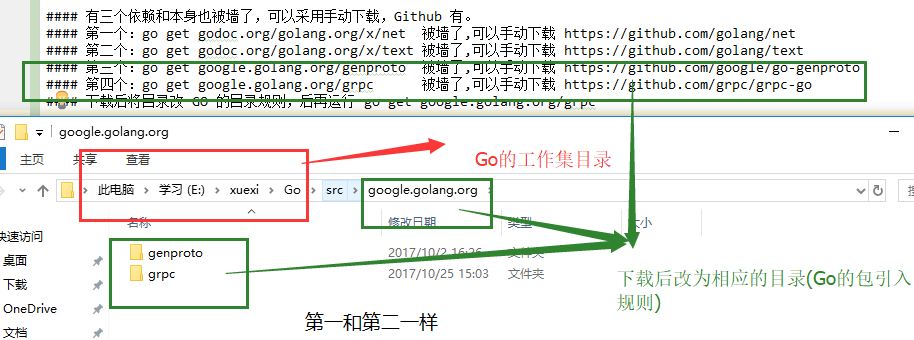 #### 有三个依赖和本身也被墙了，可以采用手动下载，Github 有。
#### 第一个：go get godoc.org/golang.org/x/net 被墙了,可以手动下载 https://github.com/golang/net
#### 第二个：go get godoc.org/golang.org/x/text 被墙了,可以手动下载 https://github.com/golang/text
#### 第三个：go get google.golang.org/genproto 被墙了,可以手动下载 https://github.com/google/go-genproto
#### 第四个：go get google.golang.org/grpc 被墙了,可以手动下载 https://github.com/grpc/grpc-go
#### 下载后将目录改 GO 的目录规则，后再运行 go get google.golang.org/grpc
google.golang.org
主页 共享 查看
Go的工作集目录
此电脑 学习 (E:) xuexi Go src google.golang.org
名称 修改日期 类型 大小
快速访问
genproto 2017/10/2 16:26 文件夹
桌面
grpc 2017/10/25 15:03 文件夹
下载
下载后改为相应的目录(Go的包引入
规则)
OneDrive
第一和第二一样
文档